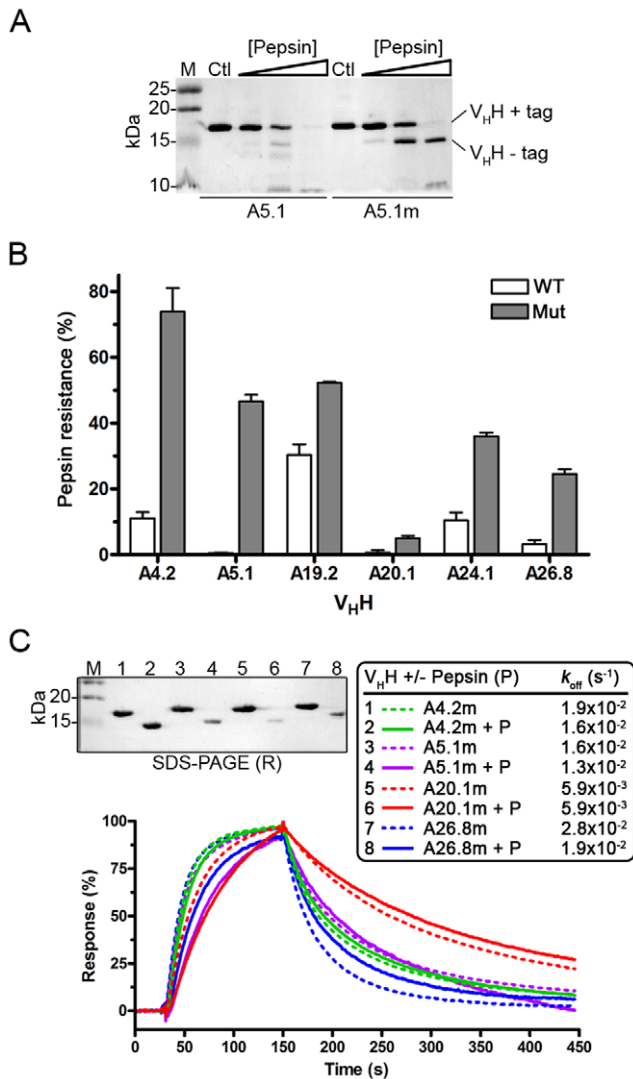 A
[Pepsin] [Pepsin]
M Ctl Ctl
25
20
15
10
kDa
V_HH + tag
V_HH - tag
A5.1 A5.1m
B
Pepsin resistance (%)
80
60
40
20
0
WT
Mut
A4.2 A5.1 A19.2 A20.1 A24.1 A26.8
V_HH
C
M 1 2 3 4 5 6 7 8
kDa
20
15
SDS-PAGE (R)
V_HH +/- Pepsin (P) k_off (s⁻¹)
1 A4.2m 1.9x10⁻²
2 A4.2m + P 1.6x10⁻²
3 A5.1m 1.6x10⁻²
4 A5.1m + P 1.3x10⁻²
5 A20.1m 5.9x10⁻³
6 A20.1m + P 5.9x10⁻³
7 A26.8m 2.8x10⁻²
8 A26.8m + P 1.9x10⁻²
Response (%)
100
75
50
25
0
0 50 100 150 200 250 300 350 400 450
Time (s)